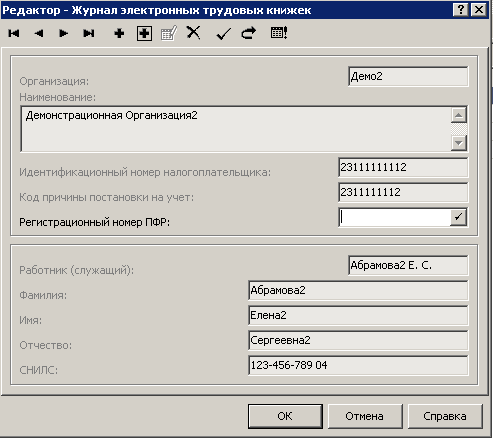 Редактор - Журнал электронных трудовых книжек
Организация: Демо2
Наименование:
Демонстрационная Организация2
Идентификационный номер налогоплательщика: 23111111112
Код причины постановки на учет: 2311111112
Регистрационный номер ПФР:
Работник (служащий): Абрамова2 Е. С.
Фамилия: Абрамова2
Имя: Елена2
Отчество: Сергеевна2
СНИЛС: 123-456-789 04
ОК Отмена Справка